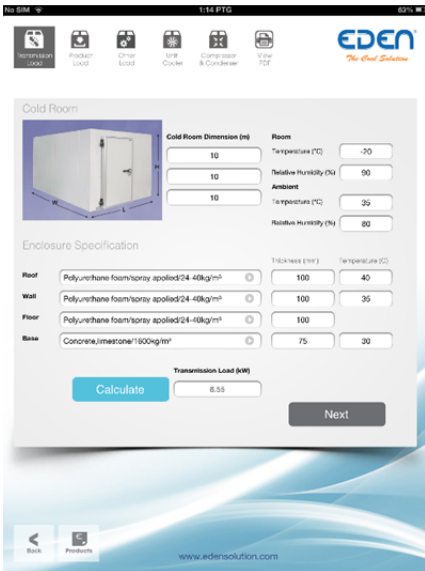 No SIM 1:14 PTG 63%
Transmission Load
Product Load
Other Load
Unit Cooler
Compressor & Condenser
View PDF
EDEN
The Cool Solution
Cold Room
Cold Room Dimension (m)
10
10
10
H
W
L
Room
Temperature (°C) -20
Relative Humidity (%) 90
Ambient
Temperature (°C) 35
Relative Humidity (%) 80
Enclosure Specification
Thickness (mm) Temperature (°C)
Roof Polyurethane foam/spray applied/24-48kg/m³ 100 40
Wall Polyurethane foam/spray applied/24-48kg/m³ 100 35
Floor Polyurethane foam/spray applied/24-48kg/m³ 100
Base Concrete,limestone/1600kg/m³ 75 30
Transmission Load (kW)
Calculate 8.55
Next
Back Products
www.edensolution.com